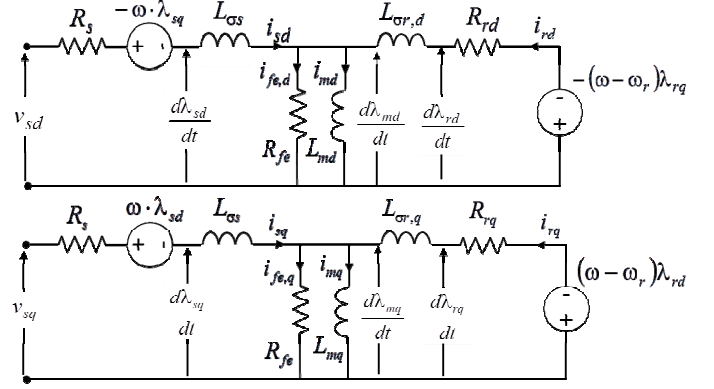 R_s −ω·λ_sq L_σs i_sd L_σr,d R_rd i_rd
+ -
i_fe,d i_md
v_sd dλ_sd/dt R_fe L_md dλ_md/dt dλ_rd/dt - + −(ω−ω_r)λ_rq
R_s ω·λ_sd L_σs i_sq L_σr,q R_rq i_rq
+ -
i_fe,q i_mq
v_sq dλ_sq/dt R_fe L_mq dλ_mq/dt dλ_rq/dt - + (ω−ω_r)λ_rd